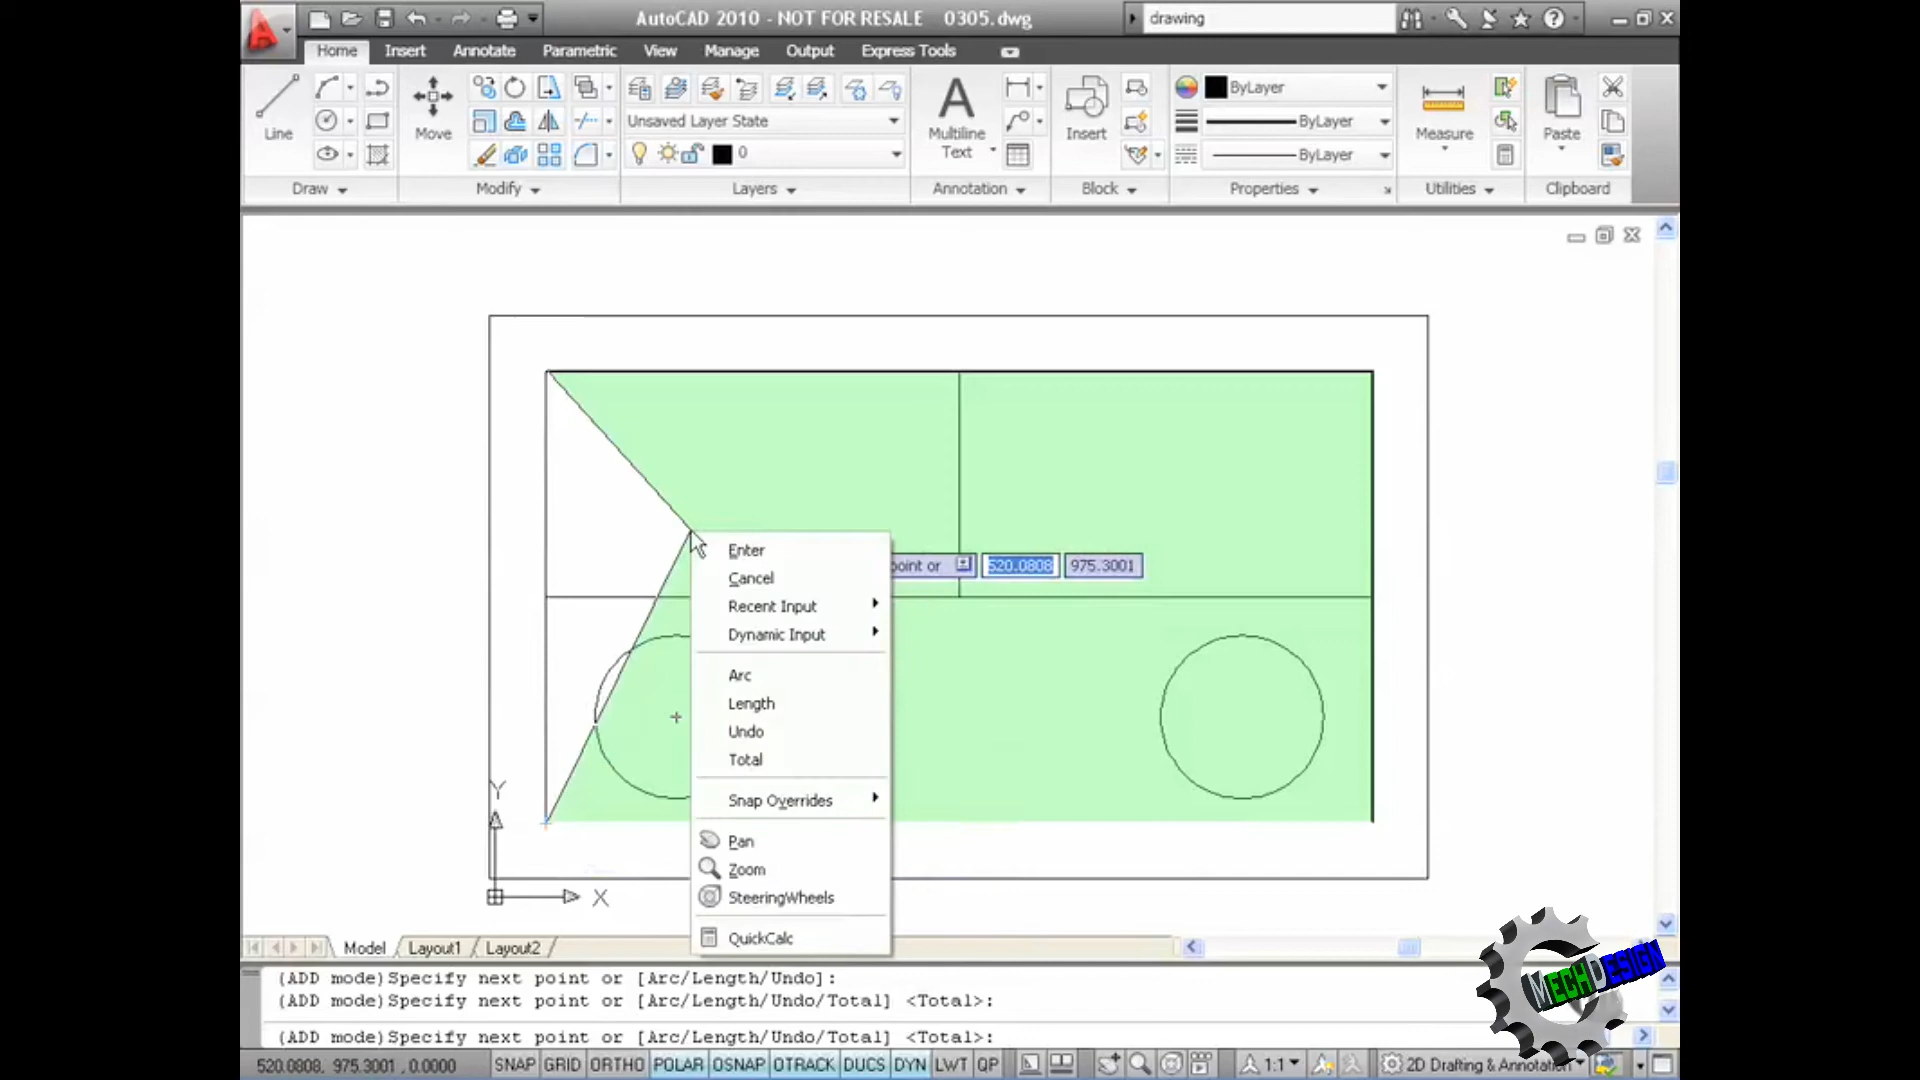 AutoCAD 2010 - NOT FOR RESALE 0305.dwg
drawing
Home Insert Annotate Parametric View Manage Output Express Tools
Line
Move
Unsaved Layer State
0
Multiline
Text
Insert
ByLayer
ByLayer
ByLayer
Measure
Paste
Draw Modify Layers Annotation Block Properties Utilities Clipboard
Enter
Cancel
Recent Input
Dynamic Input
Arc
Length
Undo
Total
Snap Overrides
Pan
Zoom
SteeringWheels
QuickCalc
point or 520.0808 975.3001
Y
X
Model Layout1 Layout2
(ADD mode)Specify next point or [Arc/Length/Undo]:
(ADD mode)Specify next point or [Arc/Length/Undo/Total] <Total>:
(ADD mode)Specify next point or [Arc/Length/Undo/Total] <Total>:
520.0808, 975.3001 , 0.0000 SNAP GRID ORTHO POLAR OSNAP OTRACK DUCS DYN LWT QP 1:1 2D Drafting & Annotation
MECHDESIGN